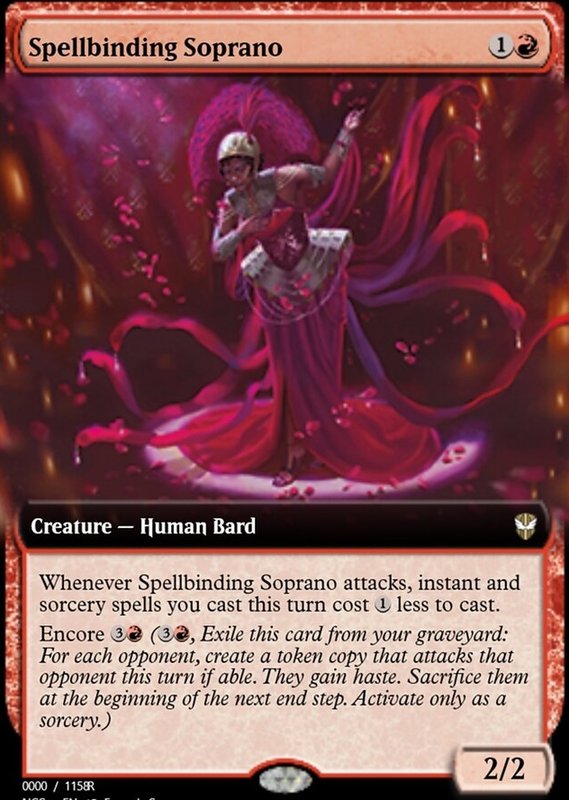 Spellbinding Soprano 1
Creature — Human Bard
Whenever Spellbinding Soprano attacks, instant and
sorcery spells you cast this turn cost 1 less to cast.
Encore 3 (3, Exile this card from your graveyard:
For each opponent, create a token copy that attacks that
opponent this turn if able. They gain haste. Sacrifice them
at the beginning of the next end step. Activate only as a
sorcery.)
2/2
0000 / 1158R